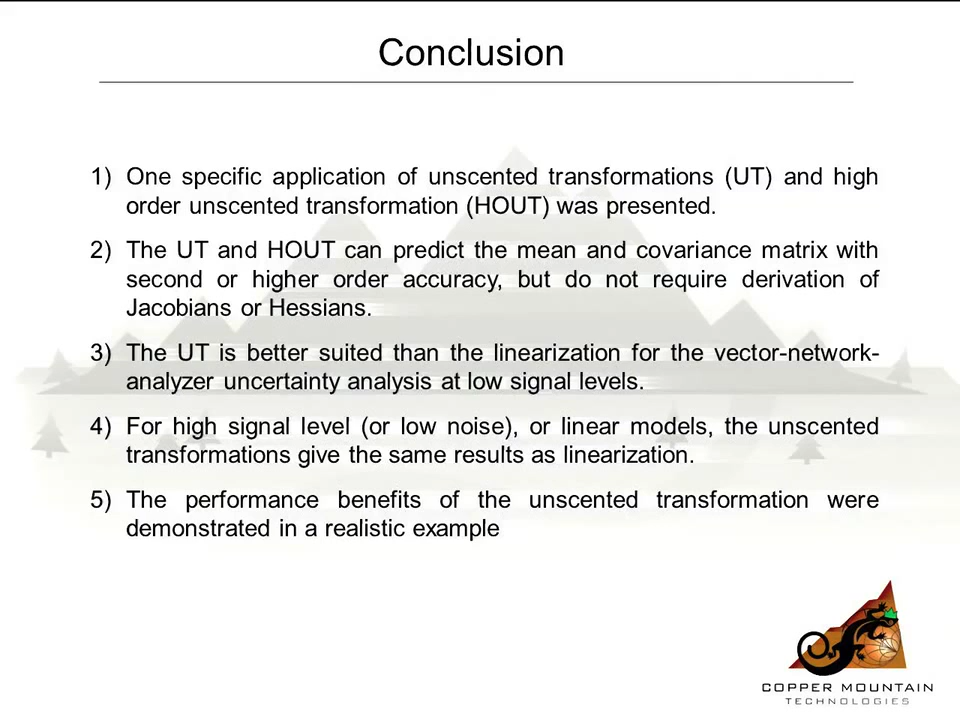 Conclusion
1) One specific application of unscented transformations (UT) and high
order unscented transformation (HOUT) was presented.
2) The UT and HOUT can predict the mean and covariance matrix with
second or higher order accuracy, but do not require derivation of
Jacobians or Hessians.
3) The UT is better suited than the linearization for the vector-network-
analyzer uncertainty analysis at low signal levels.
4) For high signal level (or low noise), or linear models, the unscented
transformations give the same results as linearization.
5) The performance benefits of the unscented transformation were
demonstrated in a realistic example
COPPER MOUNTAIN
TECHNOLOGIES